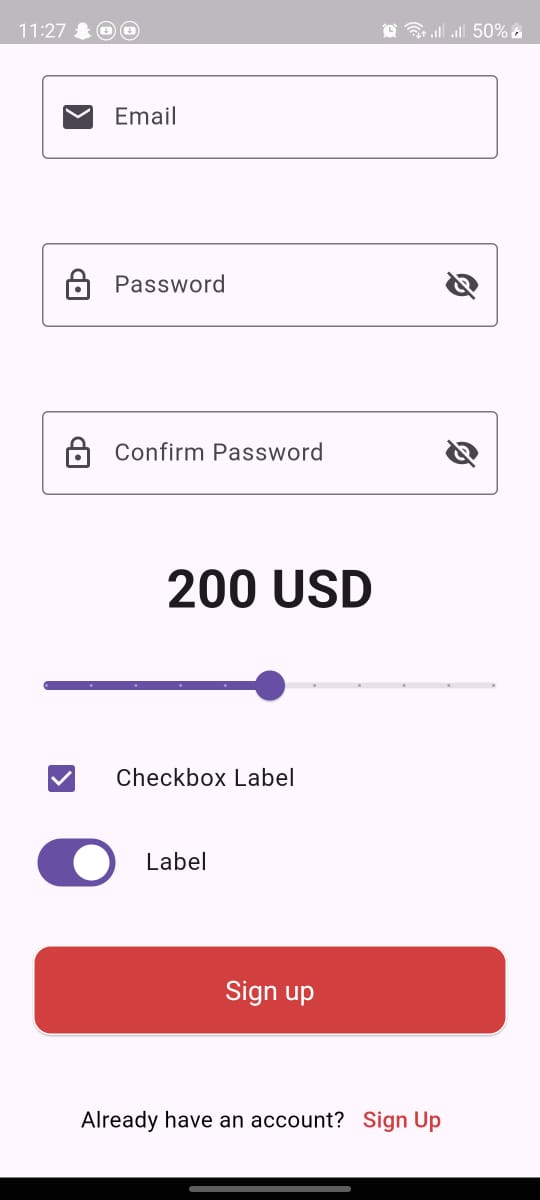 11:27 50%
Email
Password
Confirm Password
200 USD
Checkbox Label
Label
Sign up
Already have an account? Sign Up